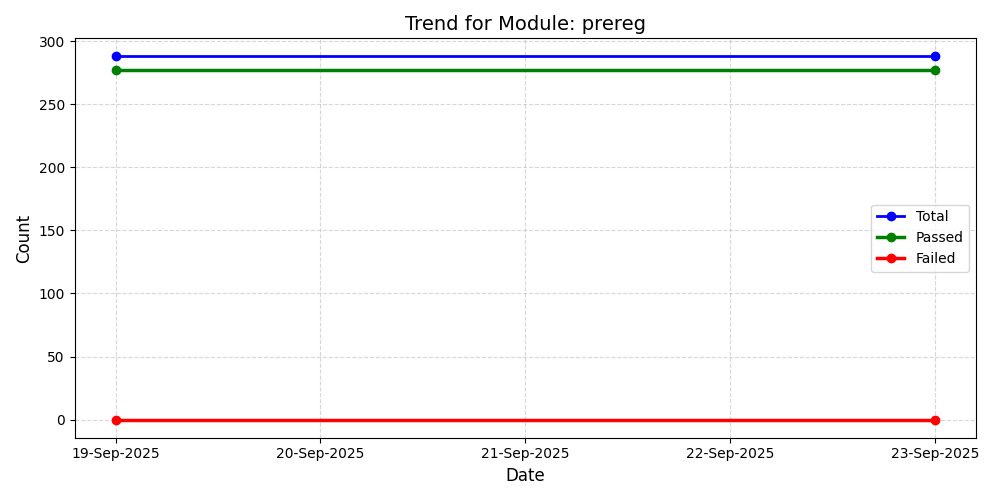 Trend for Module: prereg
300
250
200
150
100
50
0
Count
Total
Passed
Failed
19-Sep-2025
20-Sep-2025
21-Sep-2025
22-Sep-2025
23-Sep-2025
Date